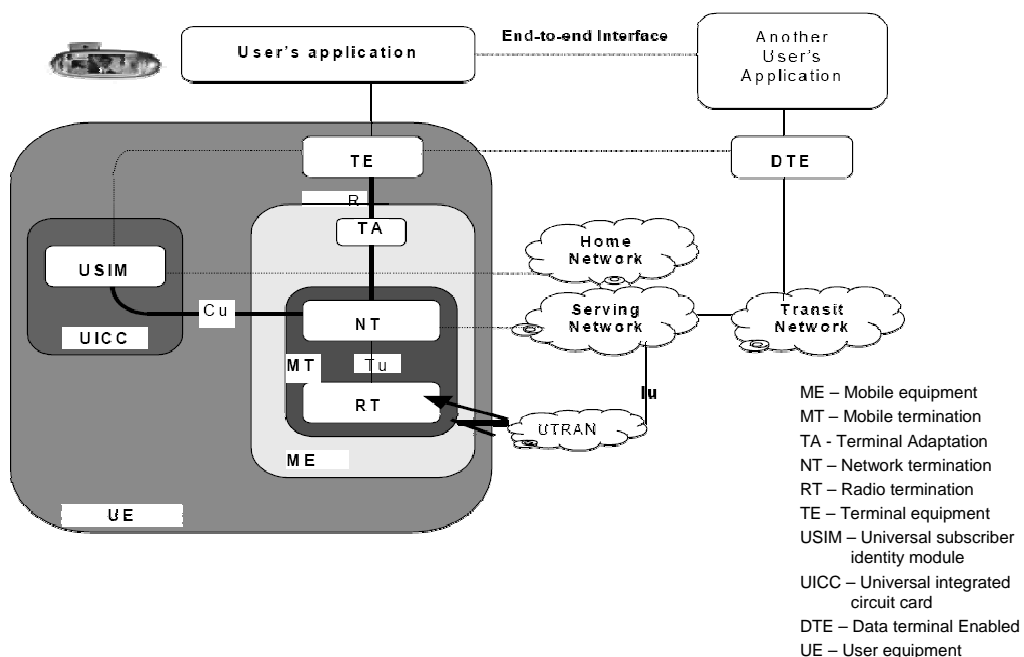 User's application
End-to-end Interface
Another
User's
Application
TE
DTE
R
TA
Home
Network
USIM
Cu
NT
Serving
Network
Transit
Network
UICC
MT
Tu
RT
Iu
UTRAN
ME
UE
ME – Mobile equipment
MT – Mobile termination
TA - Terminal Adaptation
NT – Network termination
RT – Radio termination
TE – Terminal equipment
USIM – Universal subscriber
identity module
UICC – Universal integrated
circuit card
DTE – Data terminal Enabled
UE – User equipment